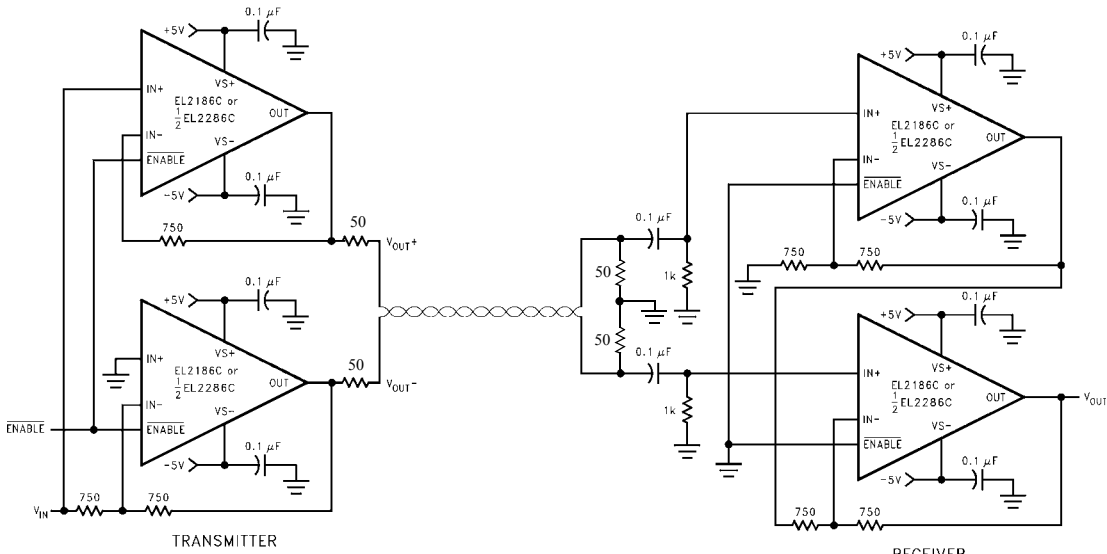 +5V
0.1 µF
VS+
IN+
EL2186C or
1/2 EL2286C
OUT
IN-
VS-
ENABLE
-5V
0.1 µF
750
50
VOUT+
+5V
0.1 µF
VS+
IN+
EL2186C or
1/2 EL2286C
OUT
IN-
VS-
ENABLE
50
VOUT-
ENABLE
-5V
0.1 µF
VIN
750
750
TRANSMITTER
0.1 µF
50
1k
50
0.1 µF
1k
+5V
0.1 µF
VS+
IN+
EL2186C or
1/2 EL2286C
OUT
IN-
VS-
ENABLE
-5V
0.1 µF
750
750
+5V
0.1 µF
VS+
IN+
EL2186C or
1/2 EL2286C
OUT
VOUT
IN-
VS-
ENABLE
-5V
0.1 µF
750
750
RECEIVER